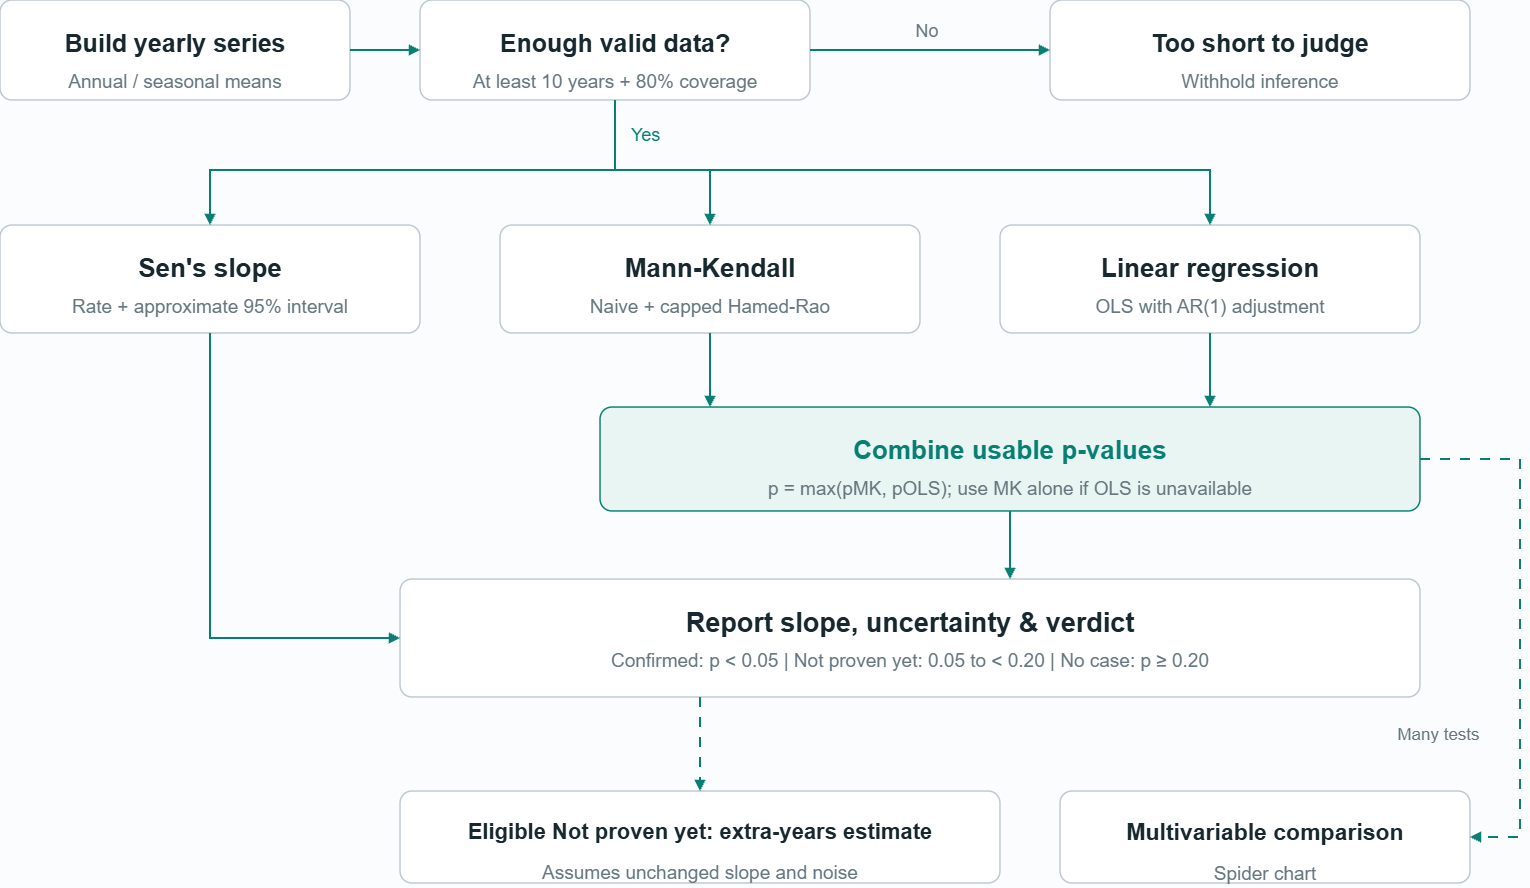 Build yearly series
Annual / seasonal means
Enough valid data?
At least 10 years + 80% coverage
No
Too short to judge
Withhold inference
Yes
Sen's slope
Rate + approximate 95% interval
Mann-Kendall
Naive + capped Hamed-Rao
Linear regression
OLS with AR(1) adjustment
Combine usable p-values
p = max(pMK, pOLS); use MK alone if OLS is unavailable
Report slope, uncertainty & verdict
Confirmed: p < 0.05 | Not proven yet: 0.05 to < 0.20 | No case: p ≥ 0.20
Many tests
Eligible Not proven yet: extra-years estimate
Assumes unchanged slope and noise
Multivariable comparison
Spider chart